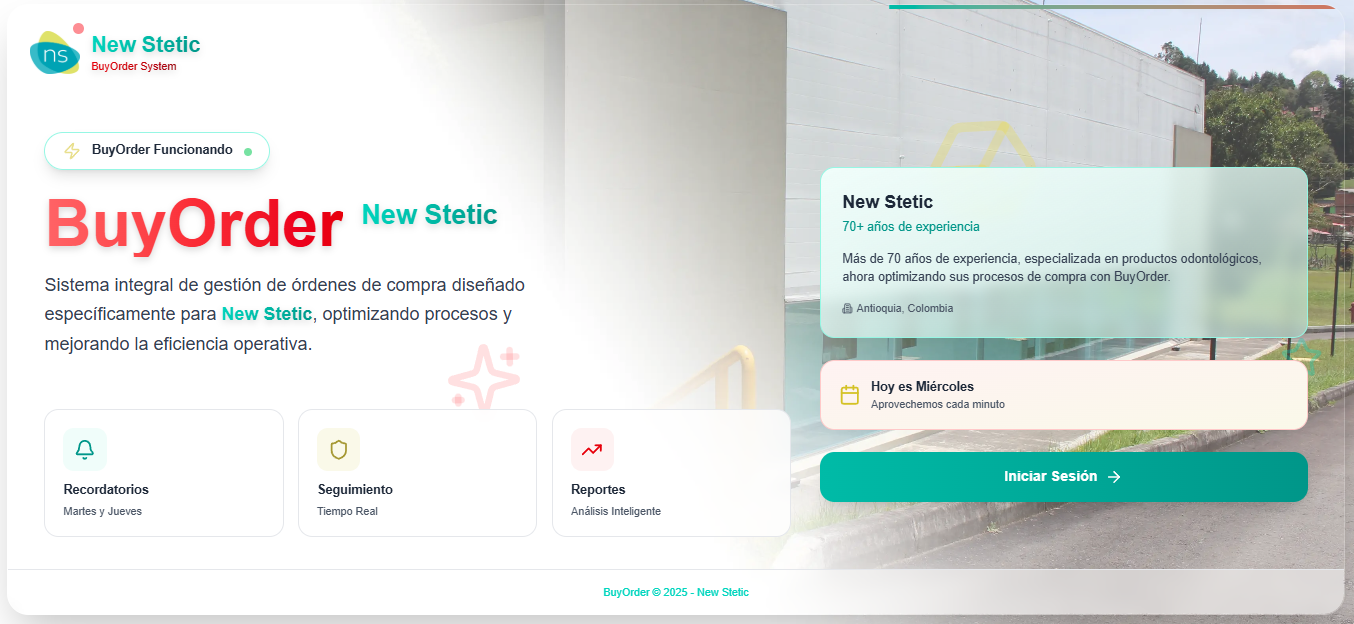 ns
New Stetic
BuyOrder System
BuyOrder Funcionando
BuyOrder New Stetic
Sistema integral de gestión de órdenes de compra diseñado
específicamente para New Stetic, optimizando procesos y
mejorando la eficiencia operativa.
Recordatorios
Martes y Jueves
Seguimiento
Tiempo Real
Reportes
Análisis Inteligente
New Stetic
70+ años de experiencia
Más de 70 años de experiencia, especializada en productos odontológicos,
ahora optimizando sus procesos de compra con BuyOrder.
Antioquia, Colombia
Hoy es Miércoles
Aprovechemos cada minuto
Iniciar Sesión
BuyOrder © 2025 - New Stetic